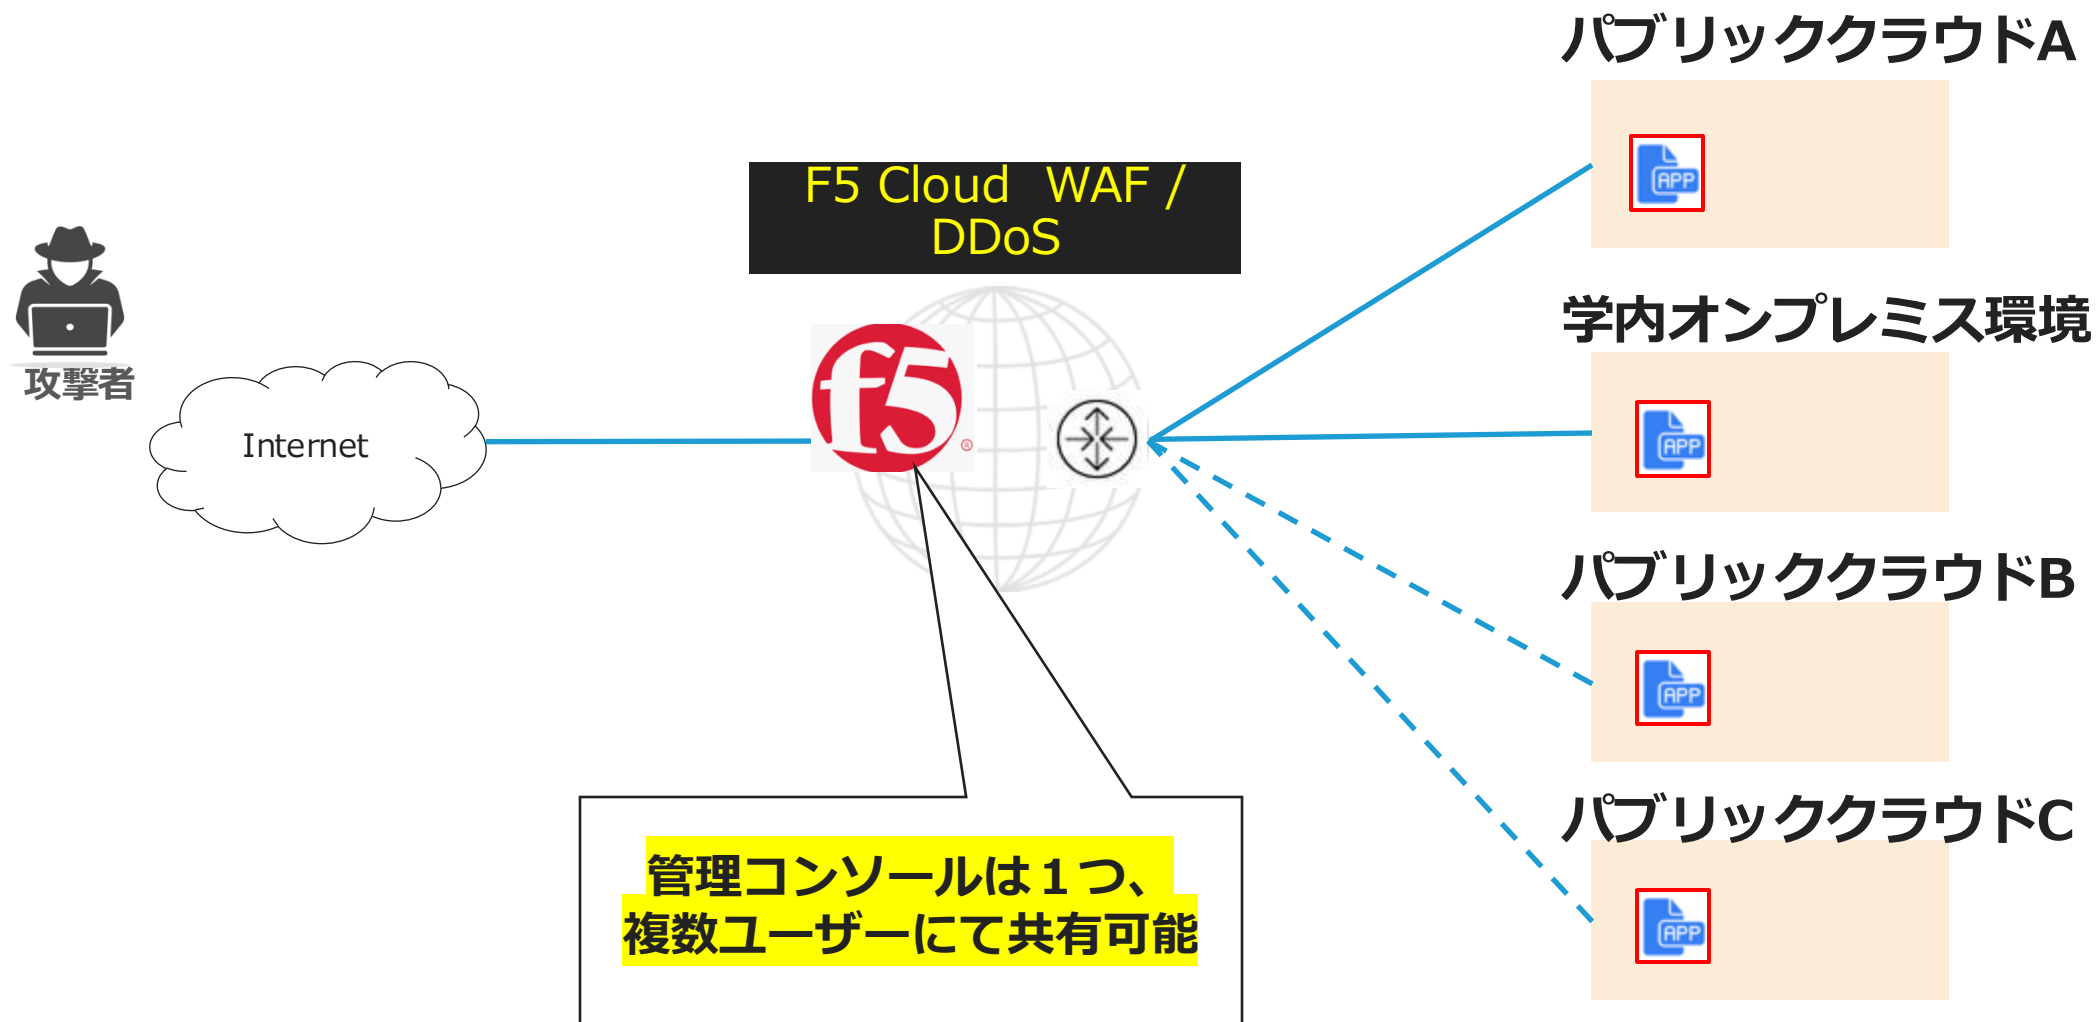 パブリッククラウドA
APP
F5 Cloud WAF /
DDoS
学内オンプレミス環境
APP
攻撃者
Internet
f5
®
パブリッククラウドB
APP
パブリッククラウドC
APP
管理コンソールは１つ、
複数ユーザーにて共有可能